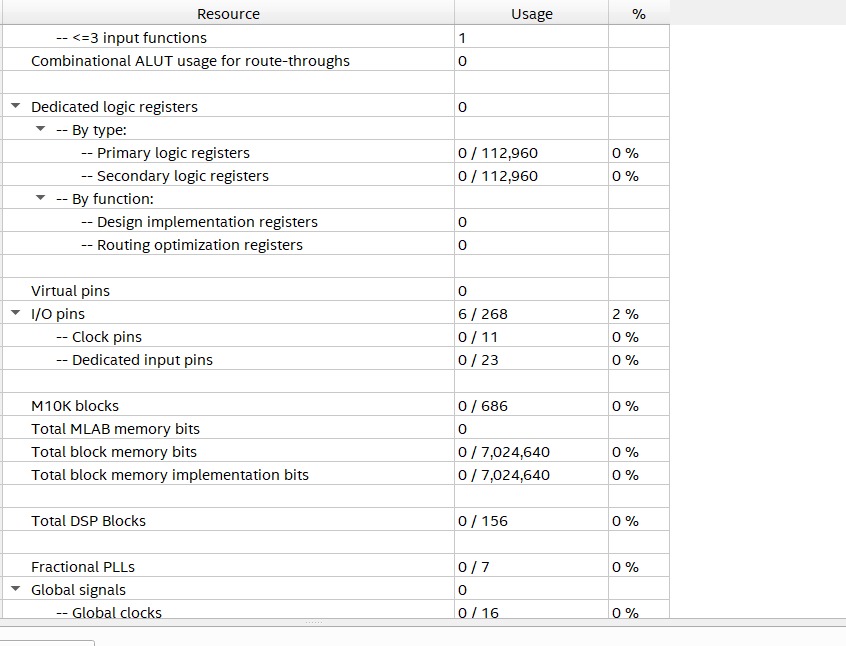 Resource Usage %
-- <=3 input functions 1
Combinational ALUT usage for route-throughs 0
Dedicated logic registers 0
-- By type:
-- Primary logic registers 0 / 112,960 0 %
-- Secondary logic registers 0 / 112,960 0 %
-- By function:
-- Design implementation registers 0
-- Routing optimization registers 0
Virtual pins 0
I/O pins 6 / 268 2 %
-- Clock pins 0 / 11 0 %
-- Dedicated input pins 0 / 23 0 %
M10K blocks 0 / 686 0 %
Total MLAB memory bits 0
Total block memory bits 0 / 7,024,640 0 %
Total block memory implementation bits 0 / 7,024,640 0 %
Total DSP Blocks 0 / 156 0 %
Fractional PLLs 0 / 7 0 %
Global signals 0
-- Global clocks 0 / 16 0 %